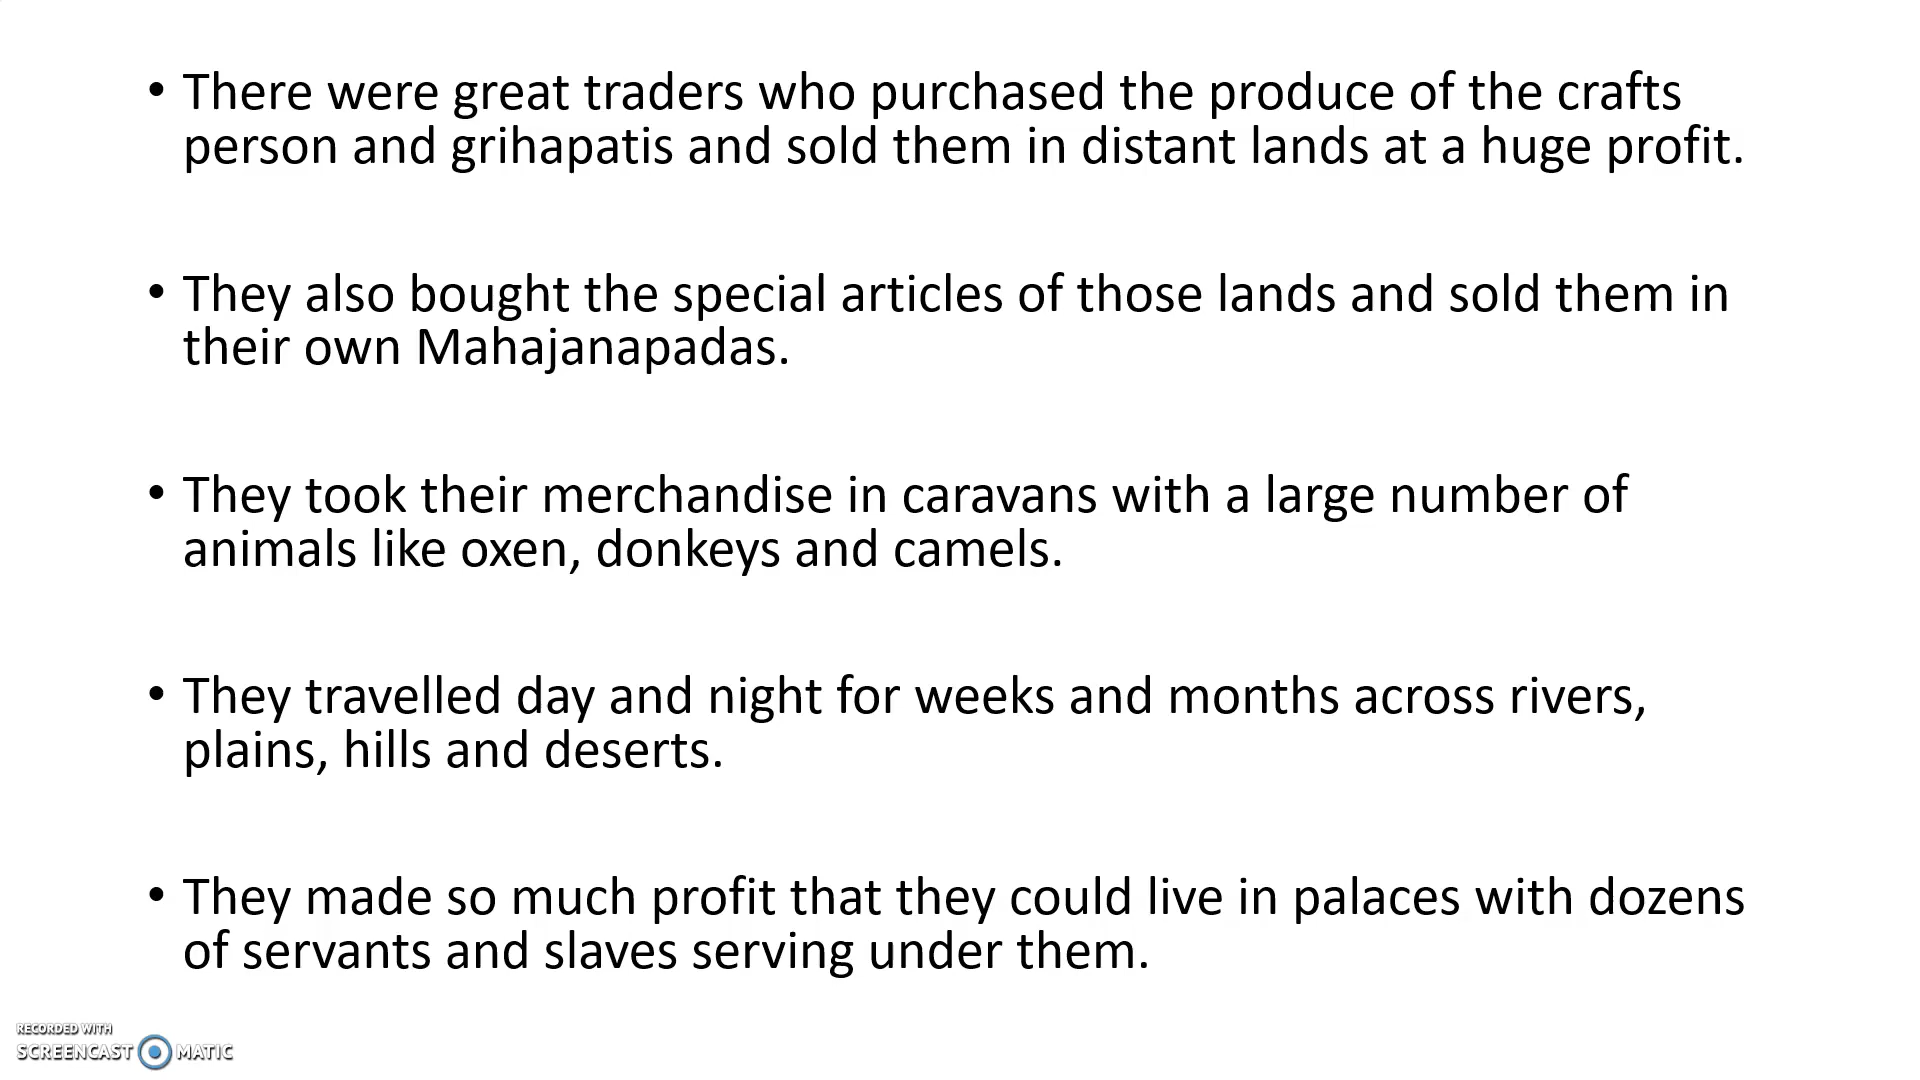 • There were great traders who purchased the produce of the crafts
person and grihapatis and sold them in distant lands at a huge profit.
• They also bought the special articles of those lands and sold them in
their own Mahajanapadas.
• They took their merchandise in caravans with a large number of
animals like oxen, donkeys and camels.
• They travelled day and night for weeks and months across rivers,
plains, hills and deserts.
• They made so much profit that they could live in palaces with dozens
of servants and slaves serving under them.
RECORDED WITH
SCREENCAST MATIC